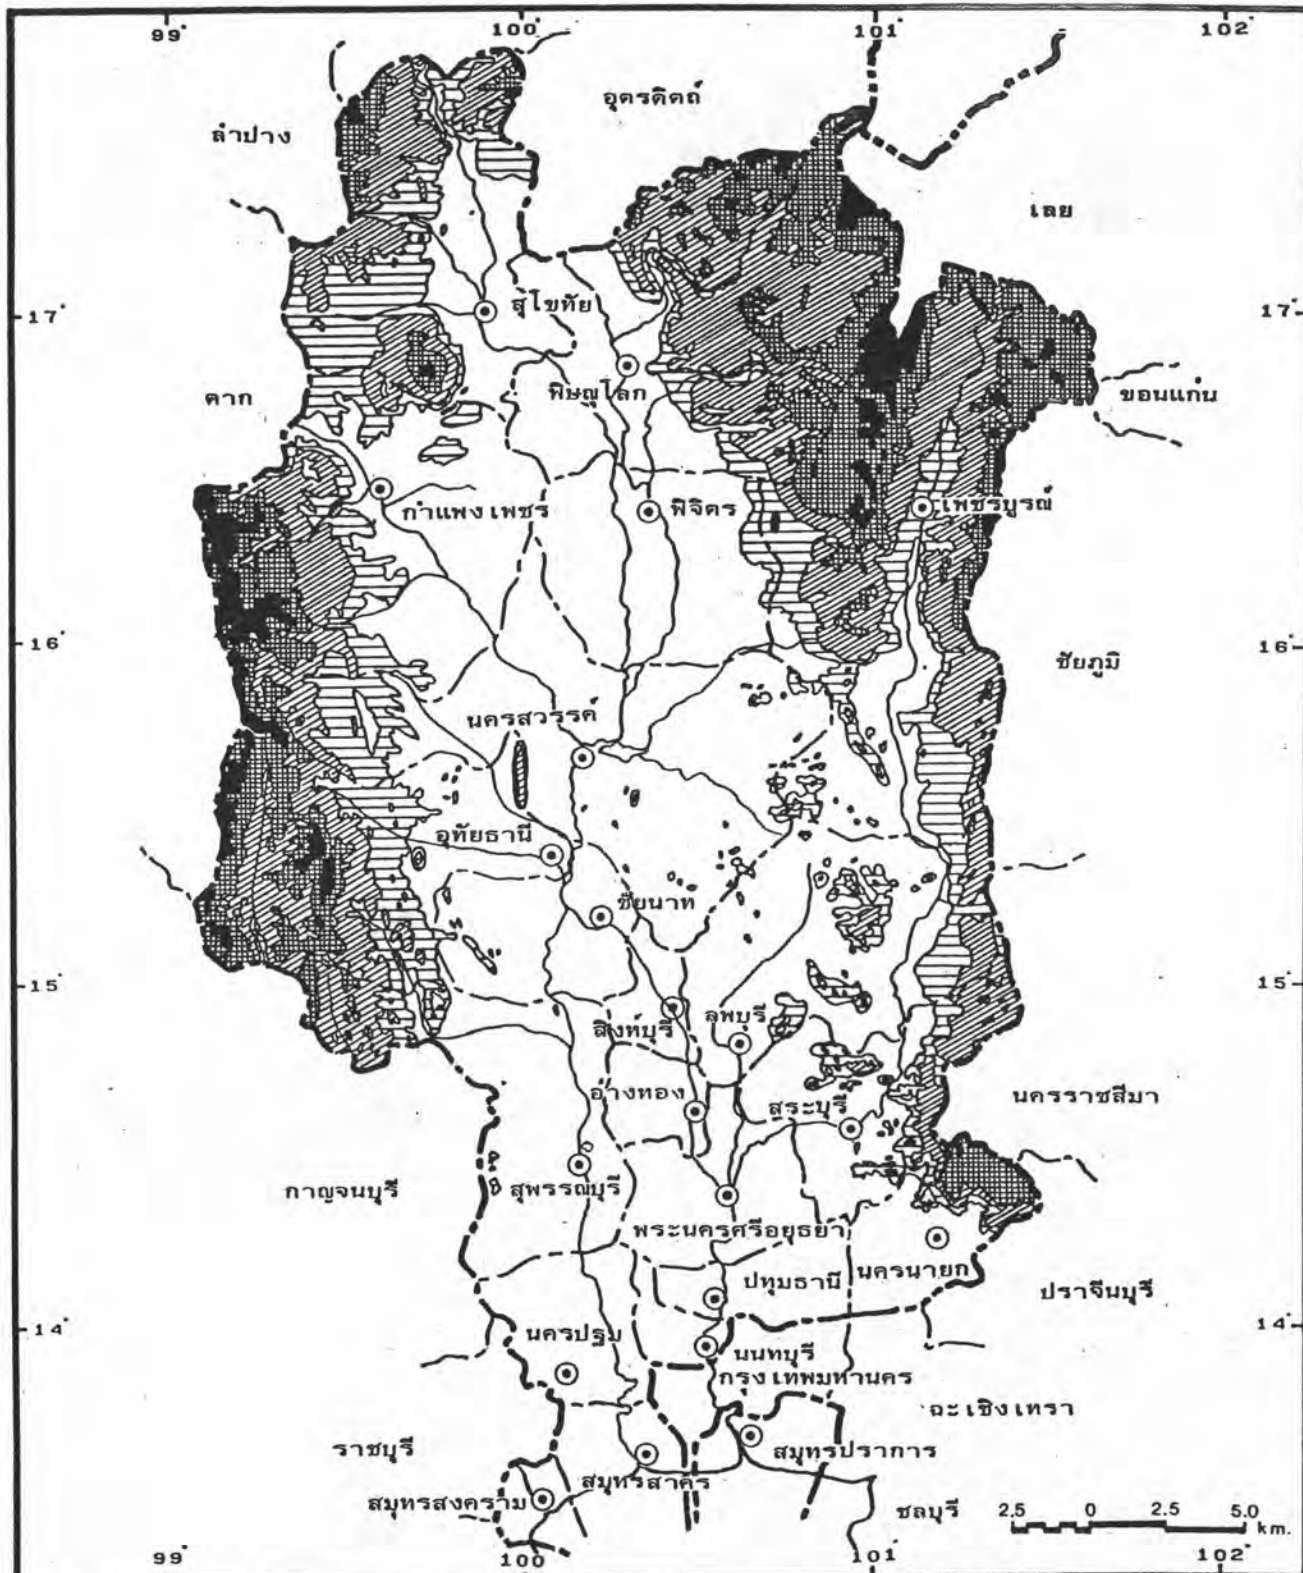 99° 100° 101° 102°
อุตรดิตถ์
ลำปาง
เลย
สุโขทัย
17° 17°
พิษณุโลก
ตาก
ขอนแก่น
กำแพงเพชร
พิจิตร
เพชรบูรณ์
16° 16°
ชัยภูมิ
นครสวรรค์
อุทัยธานี
ชัยนาท
15° 15°
สิงห์บุรี
ลพบุรี
อ่างทอง
สระบุรี
นครราชสีมา
กาญจนบุรี
สุพรรณบุรี
พระนครศรีอยุธยา
ปทุมธานี
นครนายก
ปราจีนบุรี
14° 14°
นครปฐม
นนทบุรี
กรุงเทพมหานคร
ฉะเชิงเทรา
ราชบุรี
สมุทรปราการ
สมุทรสาคร
สมุทรสงคราม
ชลบุรี
2.5 0 2.5 5.0
km.
99° 100° 101° 102°